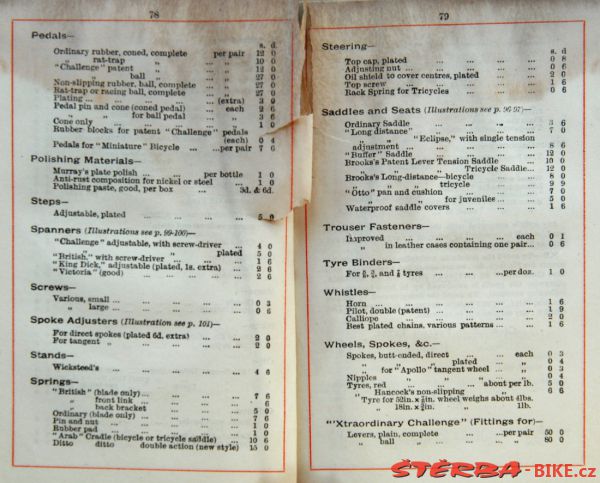 78
Pedals—
s. d.
Ordinary rubber, coned, complete per pair 12 0
„ rat-trap „ ... „ 10 0
"Challenge" patent „ ... „ 12 0
„ ball „ ... „ 27 0
Non-slipping rubber, ball, complete ... „ 27 0
Rat-trap or racing ball, complete ... „ 27 0
Plating ... ... ... ... (extra) 3 0
Pedal pin and cone (coned pedal) each 2 6
„ „ for ball pedal ... „ 3 6
Cone only ... ... ... ... „ 1 0
Rubber blocks for patent "Challenge" pedals
(each) 0 4
Pedals for "Miniature" Bicycle ... ...per pair 7 6
Polishing Materials—
Murray's plate polish ... ... per bottle 1 0
Anti-rust composition for nickel or steel ... 1 0
Polishing paste, good, per box ... 3d. & 6d.
Steps—
Adjustable, plated ... ... ... ... 5 0
Spanners (Illustrations see p. 99-100)—
"Challenge" adjustable, with screw-driver ... 4 0
„ „ „ plated 5 0
"British," with screw-driver ... ... ... 1 6
"King Dick," adjustable (plated, 1s. extra) ... 2 6
"Victoria" (good) ... ... ... ... 2 6
Screws—
Various, small ... ... ... ... ... 0 3
„ large ... ... ... ... ... 0 6
Spoke Adjusters (Illustration see p. 101)—
For direct spokes (plated 6d. extra) ... ... 2 0
For tangent „ ... ... ... ... 2 0
Stands—
Wicksteed's ... ... ... ... ... 4 6
Springs—
"British" (blade only)... ... ... ... 7 6
„ front link ... ... ... ... 6
„ back bracket ... ... ... 5 0
Ordinary (blade only) ... ... ... ... 7 6
Pin and nut ... ... ... ... ... 1 0
Rubber pad ... ... ... ... ... 1 0
"Arab" Cradle (bicycle or tricycle saddle) ... 10 6
Ditto ditto double action (new style) 15 0
79
Steering—
s. d
Top cap, plated ... ... ... ... 0 8
Adjusting nut ... ... ... ... ... 0 6
Oil shield to cover centres, plated ... ... 2 0
Top screw ... ... ... ... ... 1 6
Rack Spring for Tricycles ... ... ... 0 6
Saddles and Seats (Illustrations see p. 96 97)—
Ordinary Saddle ... ... ... ... 3 6
"Long distance" ... ... ... ... 7 0
„ „ "Eclipse," with single tension
adjustment ... ... ... ... ... 8 6
"Buffer" Saddle ... ... ... ... 12 0
Brooks's Patent Lever Tension Saddle ... 10 0
„ „ „ Tricycle Saddle... 12 0
Brooks's Long-distance—bicycle ... ... 8 0
„ „ tricycle ... ... 9 9
"Otto" pan and cushion ... ... ... 7 0
„ „ for juveniles ... ... 5 0
Waterproof saddle covers ... ... ... 1 6
Trouser Fasteners—
Improved ... ... ... ... each 0 1
„ in leather cases containing one pair... 0 6
Tyre Binders—
For ⅝, ¾, and ⅞ tyres ... ... ...per doz. 1 0
Whistles—
Horn ... ... ... ... ... ... 1 6
Pilot, double (patent) ... ... ... ... 1 9
Calliope ... ... ... ... ... 2 0
Best plated chains, various patterns ... ... 1 6
Wheels, Spokes, &c.—
Spokes, butt-ended, direct ... ... each 0 3
„ „ „ plated ... „ 0 4
„ for "Apollo" tangent wheel ... „ 0 3
Nipples „ „ „ ... „ 0 4
Tyres, red ... ... ... ...about per lb. 5 0
„ Hancock's non-slipping „ 6 6
"Tyre for 52in. x ⅞in. wheel weighs about 4lbs.
„ 18in. x ¾in. „ „ 1lb.
"'Xtraordinary Challenge" (Fittings for)—
Levers, plain, complete ... ...per pair 50 0
„ ball „ ... ... „ 80 0
ŠTĚRBA-BIKE.cz